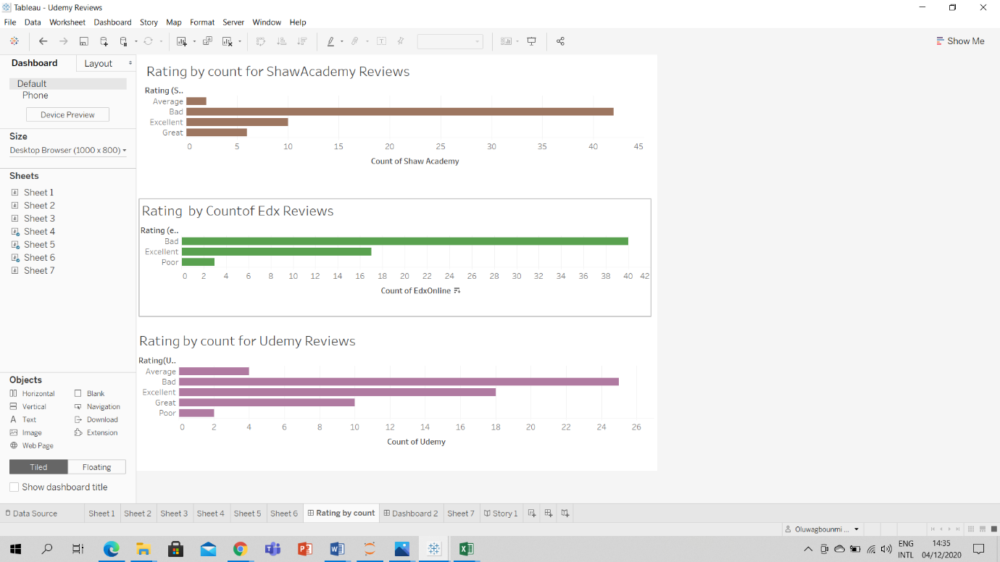 Tableau - Udemy Reviews
File Data Worksheet Dashboard Story Map Format Server Window Help
Show Me
Dashboard Layout
Default
Phone
Device Preview
Size
Desktop Browser (1000 x 800)
Sheets
Sheet 1
Sheet 2
Sheet 3
Sheet 4
Sheet 5
Sheet 6
Sheet 7
Objects
Horizontal Blank
Vertical Navigation
A Text Download
Image Extension
Web Page
Tiled Floating
Show dashboard title
Rating by count for ShawAcademy Reviews
Rating (S..
Average
Bad
Excellent
Great
0 5 10 15 20 25 30 35 40 45
Count of Shaw Academy
Rating by Countof Edx Reviews
Rating (e..
Bad
Excellent
Poor
0 2 4 6 8 10 12 14 16 18 20 22 24 26 28 30 32 34 36 38 40 42
Count of EdxOnline
Rating by count for Udemy Reviews
Rating(U..
Average
Bad
Excellent
Great
Poor
0 2 4 6 8 10 12 14 16 18 20 22 24 26
Count of Udemy
Data Source Sheet 1 Sheet 2 Sheet 3 Sheet 4 Sheet 5 Sheet 6 Rating by count Dashboard 2 Sheet 7 Story 1
Oluwagbounmi ...
ENG 14:35
INTL 04/12/2020